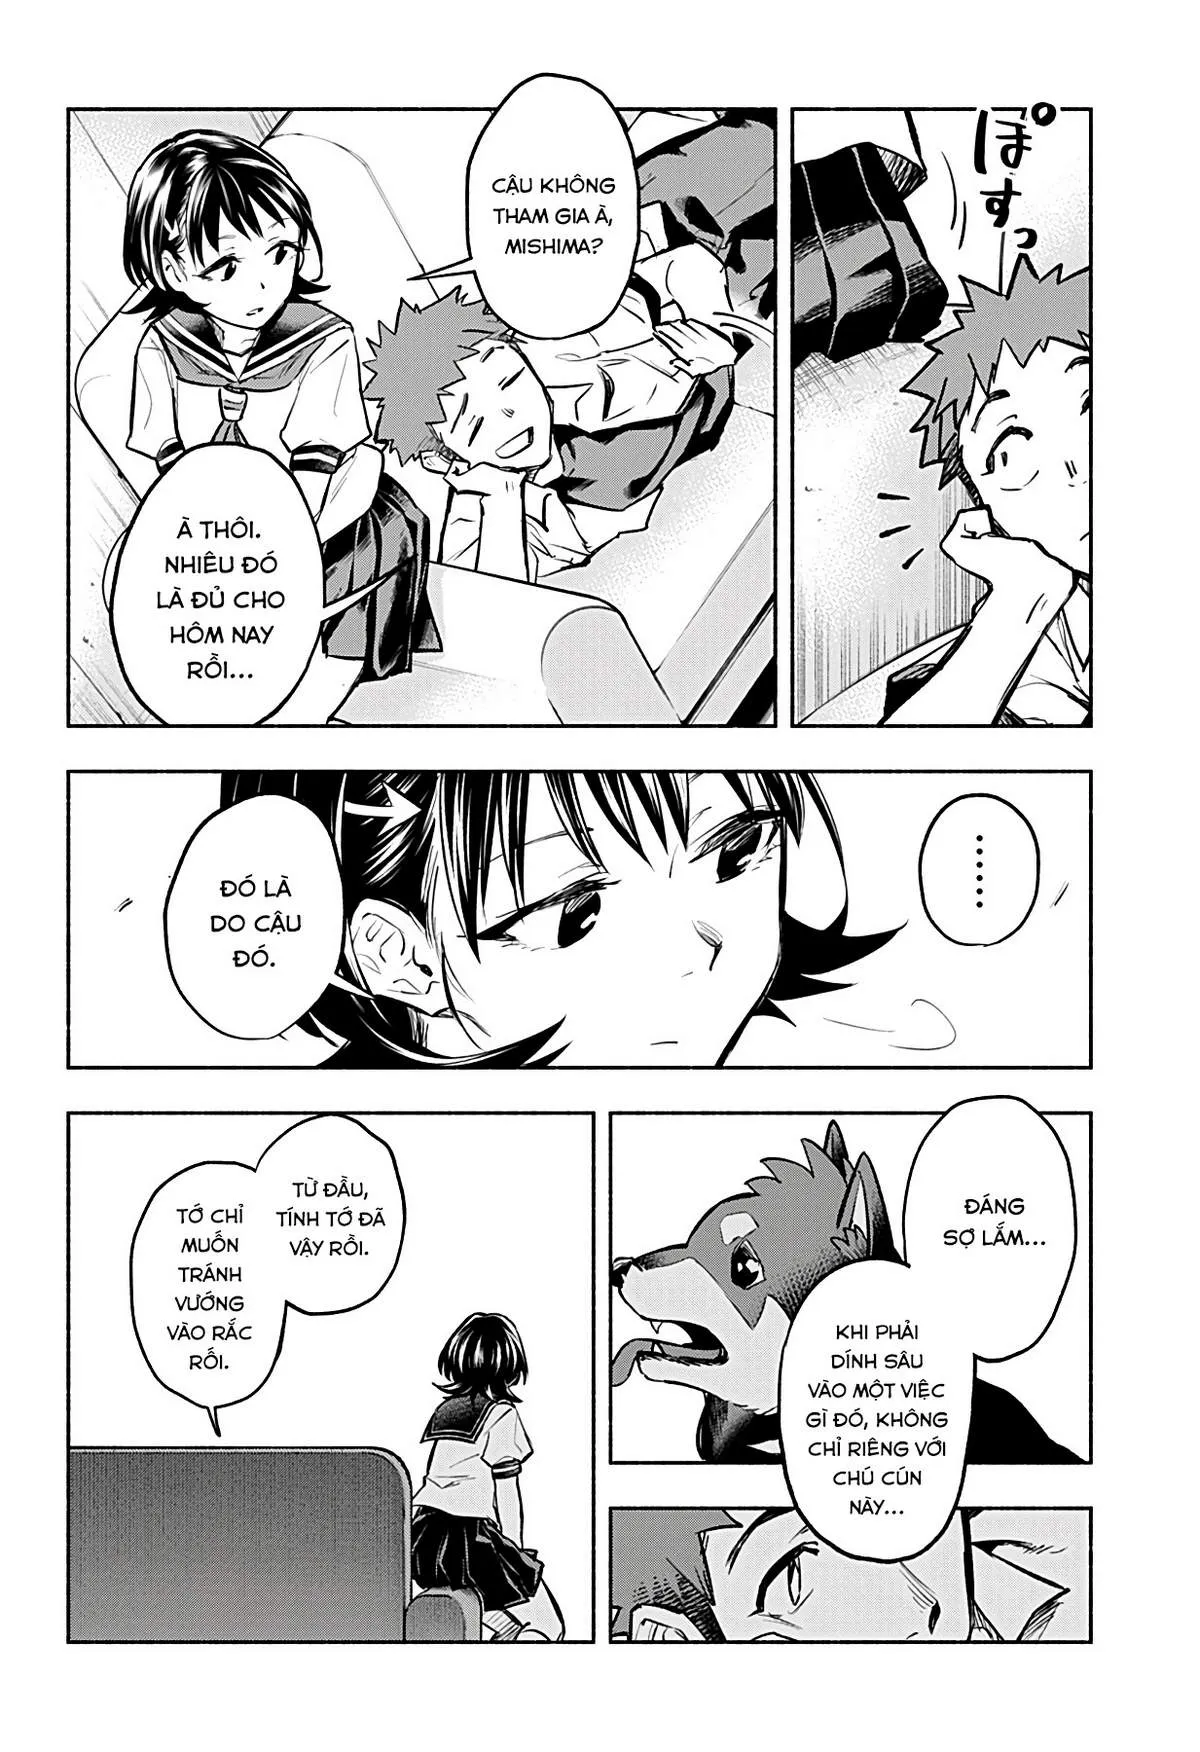 ぽすっ
CẬU KHÔNG
THAM GIA À,
MISHIMA?
À THÔI.
NHIÊU ĐÓ
LÀ ĐỦ CHO
HÔM NAY
RỒI...
......
ĐÓ LÀ
DO CẬU
ĐÓ.
ĐÁNG
SỢ LẮM...
KHI PHẢI
DÍNH SÂU
VÀO MỘT VIỆC
GÌ ĐÓ, KHÔNG
CHỈ RIÊNG VỚI
CHÚ CÚN
NÀY...
TỪ ĐẦU,
TÍNH TỚ ĐÃ
VẬY RỒI.
TỚ CHỈ
MUỐN
TRÁNH
VƯỚNG
VÀO RẮC
RỐI.